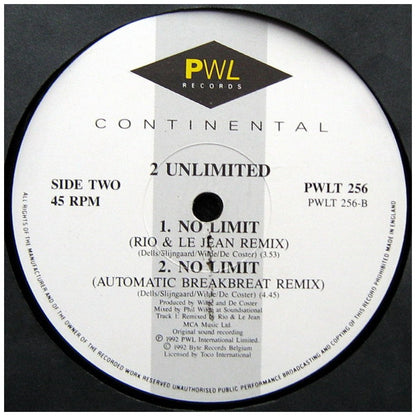 PWL
RECORDS
CONTINENTAL
2 UNLIMITED
SIDE TWO
45 RPM
PWLT 256
PWLT 256-B
1. NO LIMIT
(RIO & LE JEAN REMIX)
(Dells/Slijngaard/Wilde/De Coster) (3.53)
2. NO LIMIT
(AUTOMATIC BREAKBREAT REMIX)
(Dells/Slijngaard/Wilde/De Coster) (4.45)
Produced by Wilde and De Coster
Mixed by Phil Wilde at Soundstation
Track 1: Remixed by Rio & Le Jean
MCA Music Ltd.
Original sound recording
℗ 1992 PWL International Limited.
© 1992 Byte Records Belgium
Licensed by Toco International
ALL RIGHTS OF THE MANUFACTURER AND OF THE OWNER OF THE RECORDED WORK RESERVED UNAUTHORISED PUBLIC PERFORMANCE BROADCASTING AND COPYING OF THIS RECORD PROHIBITED MADE IN ENGLAND